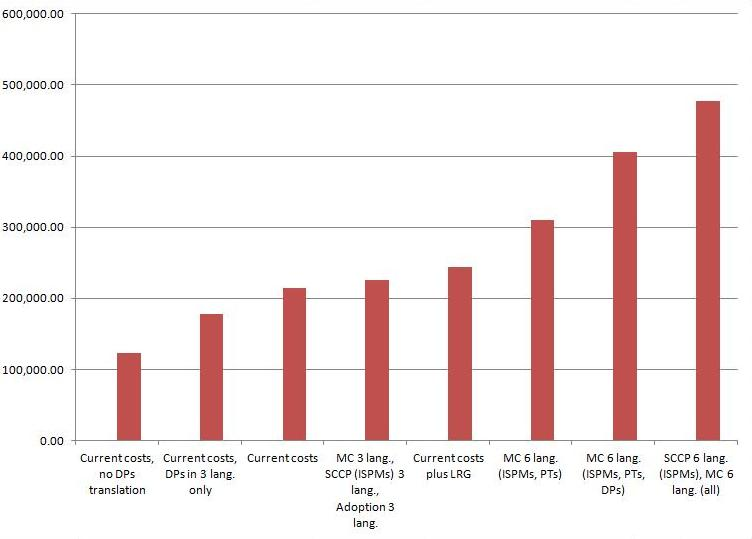 600,000.00
500,000.00
400,000.00
300,000.00
200,000.00
100,000.00
0.00
Current costs,
no DPs
translation
Current costs,
DPs in 3 lang.
only
Current costs
MC 3 lang.,
SCCP (ISPMs) 3
lang.,
Adoption 3
lang.
Current costs
plus LRG
MC 6 lang.
(ISPMs, PTs)
MC 6 lang.
(ISPMs, PTs,
DPs)
SCCP 6 lang.
(ISPMs), MC 6
lang. (all)